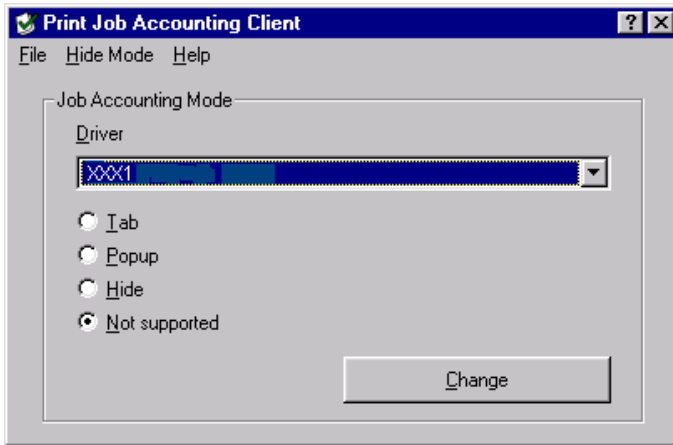 Print Job Accounting Client
File Hide Mode Help
Job Accounting Mode
Driver
XXX1
Tab
Popup
Hide
Not supported
Change